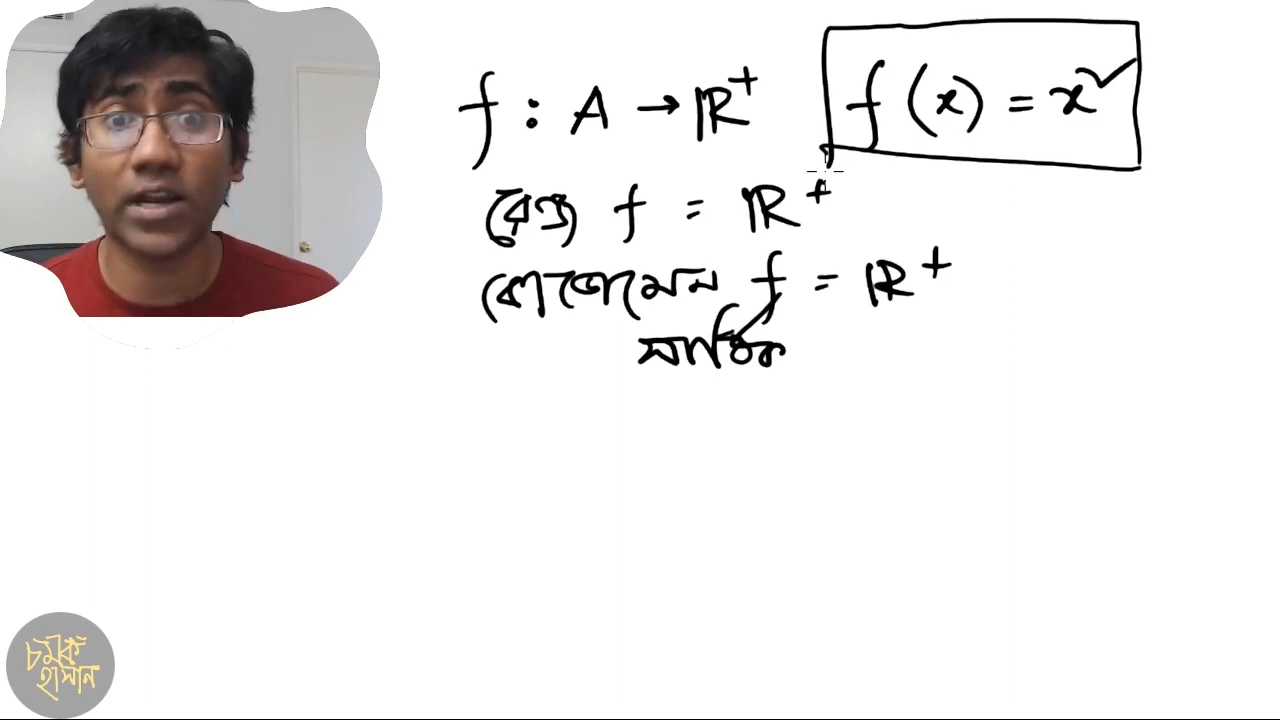 f : A → ℝ⁺ f(x) = x²
রেঞ্জ f = ℝ⁺
কোডোমেন f = ℝ⁺
সার্বিক
চমক
হাসান